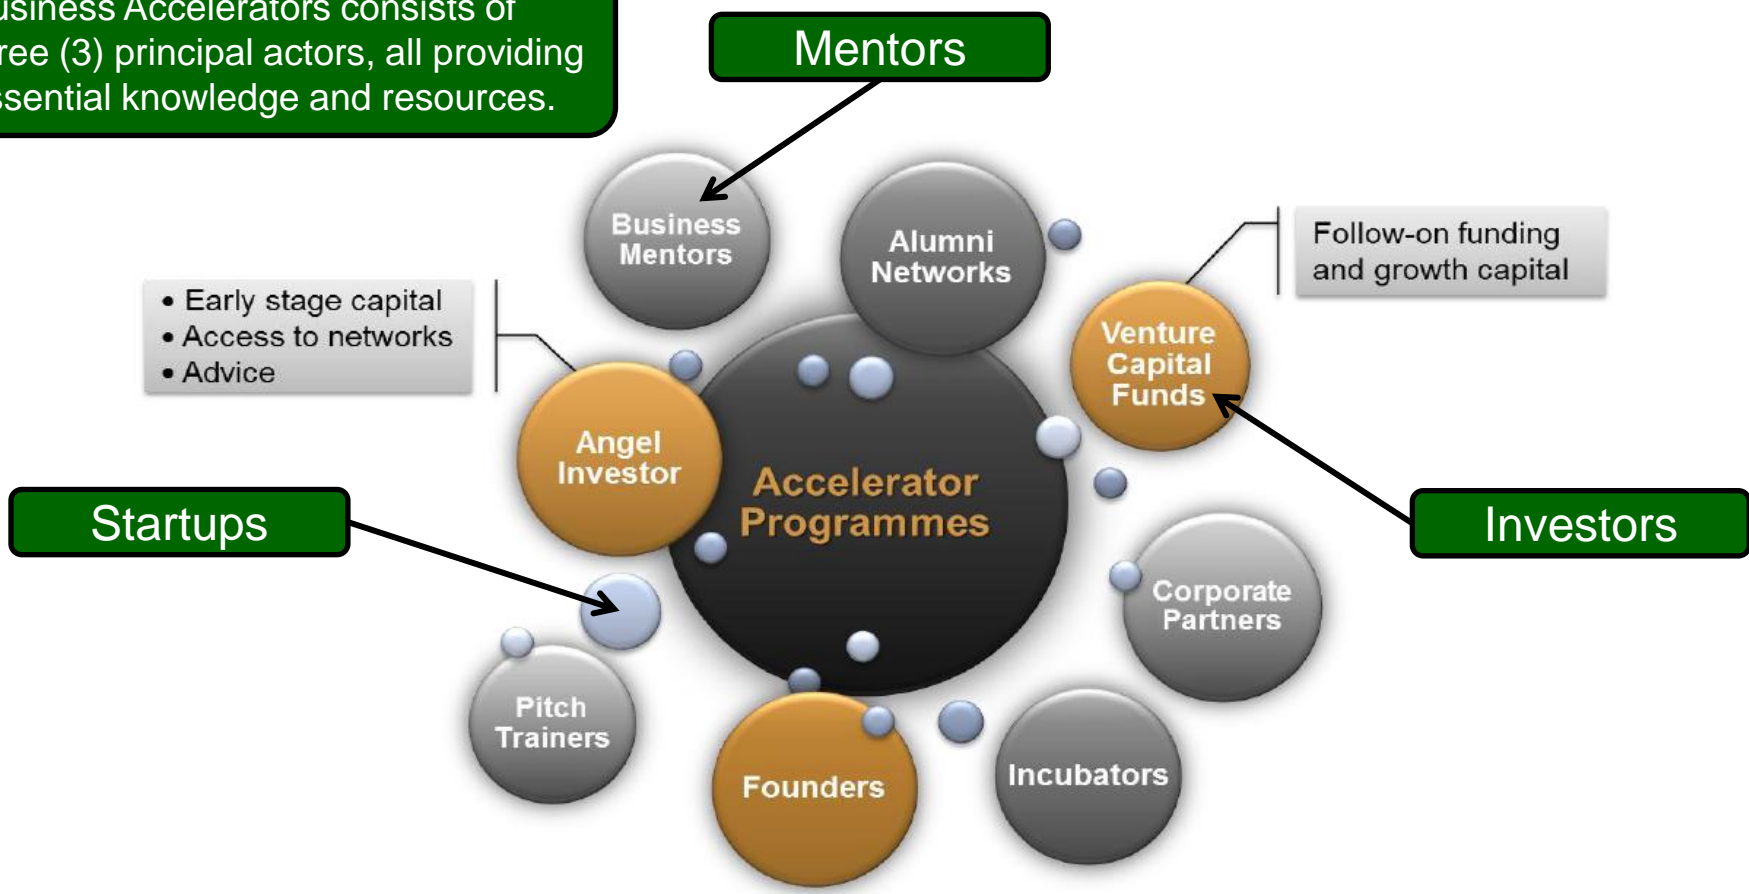 usiness Accelerators consists of
ree (3) principal actors, all providing
ssential knowledge and resources.
Mentors
Business
Mentors
Alumni
Networks
Follow-on funding
and growth capital
• Early stage capital
• Access to networks
• Advice
Venture
Capital
Funds
Angel
Investor
Accelerator
Programmes
Startups
Investors
Corporate
Partners
Pitch
Trainers
Founders
Incubators